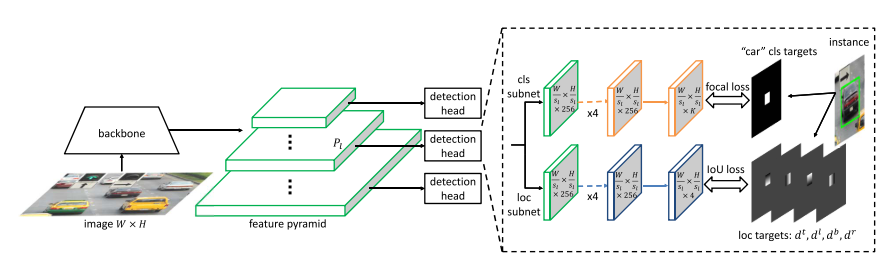 backbone
image W × H
P_l
feature pyramid
detection
head
detection
head
detection
head
cls
subnet
W/s_l × H/s_l
× 256
x4
W/s_l × H/s_l
× 256
W/s_l × H/s_l
× K
focal loss
"car" cls targets
instance
loc
subnet
W/s_l × H/s_l
× 256
x4
W/s_l × H/s_l
× 256
W/s_l × H/s_l
× 4
IoU loss
loc targets: d^t, d^l, d^b, d^r